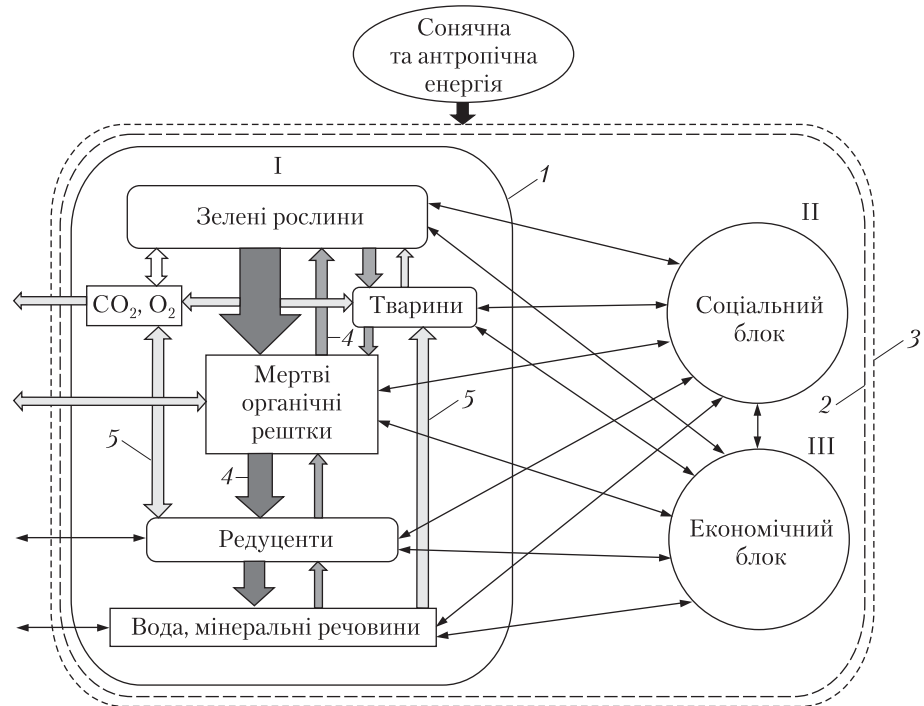 Сонячна
та антропічна
енергія
I
1
Зелені рослини
II
CO₂, O₂
Тварини
Соціальний
блок
3
4
Мертві
органічні
рештки
5
2
5
4
III
Редуценти
Економічний
блок
Вода, мінеральні речовини